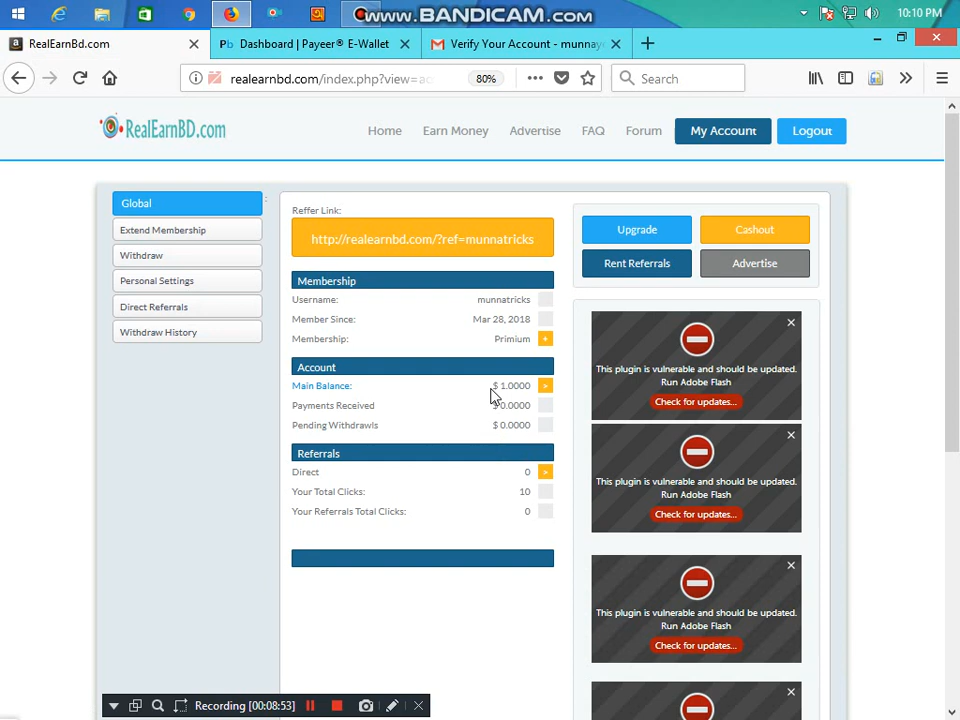 www.BANDICAM.com
10:10 PM
RealEarnBd.com
Dashboard | Payeer® E-Wallet
Verify Your Account - munnay
realearnbd.com/index.php?view=ac
80%
Search
RealEarnBD.com
Home
Earn Money
Advertise
FAQ
Forum
My Account
Logout
Global
Extend Membership
Withdraw
Personal Settings
Direct Referrals
Withdraw History
Reffer Link:
http://realearnbd.com/?ref=munnatricks
Membership
Username: munnatricks
Member Since: Mar 28, 2018
Membership: Primium
Account
Main Balance: $ 1.0000
Payments Received $ 0.0000
Pending Withdrawls $ 0.0000
Referrals
Direct 0
Your Total Clicks: 10
Your Referrals Total Clicks: 0
Upgrade
Cashout
Rent Referrals
Advertise
This plugin is vulnerable and should be updated.
Run Adobe Flash
Check for updates...
This plugin is vulnerable and should be updated.
Run Adobe Flash
Check for updates...
This plugin is vulnerable and should be updated.
Run Adobe Flash
Check for updates...
Recording [00:08:53]